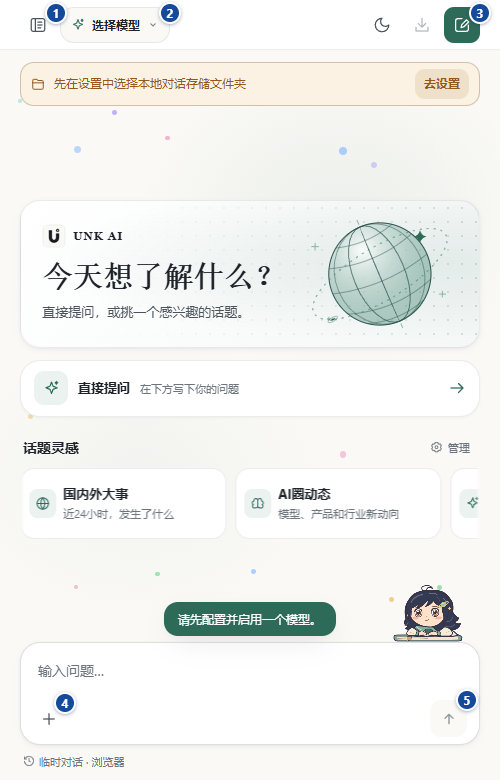 1
2
3
选择模型
先在设置中选择本地对话存储文件夹
去设置
UNK AI
今天想了解什么？
直接提问，或挑一个感兴趣的话题。
直接提问 在下方写下你的问题
话题灵感
管理
国内外大事
近24小时，发生了什么
AI圈动态
模型、产品和行业新动向
请先配置并启用一个模型。
输入问题...
4
5
临时对话 · 浏览器